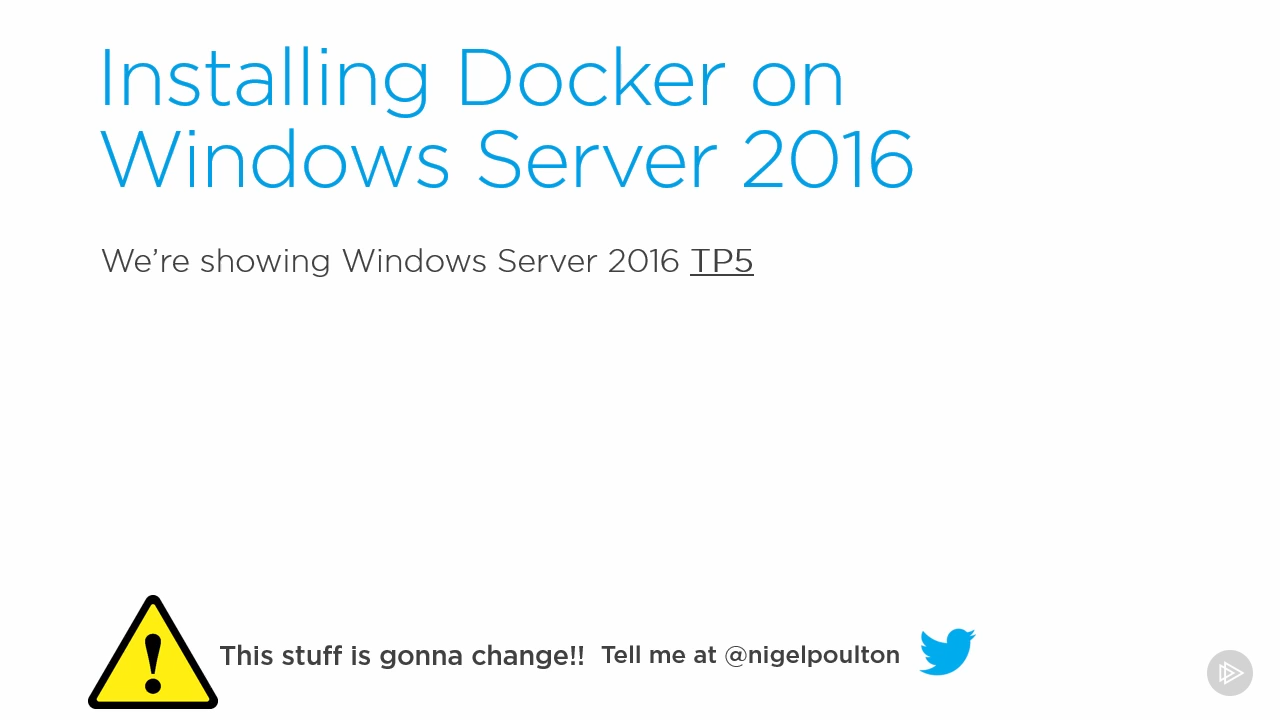 Installing Docker on
Windows Server 2016
We're showing Windows Server 2016 TP5
This stuff is gonna change!! Tell me at @nigelpoulton